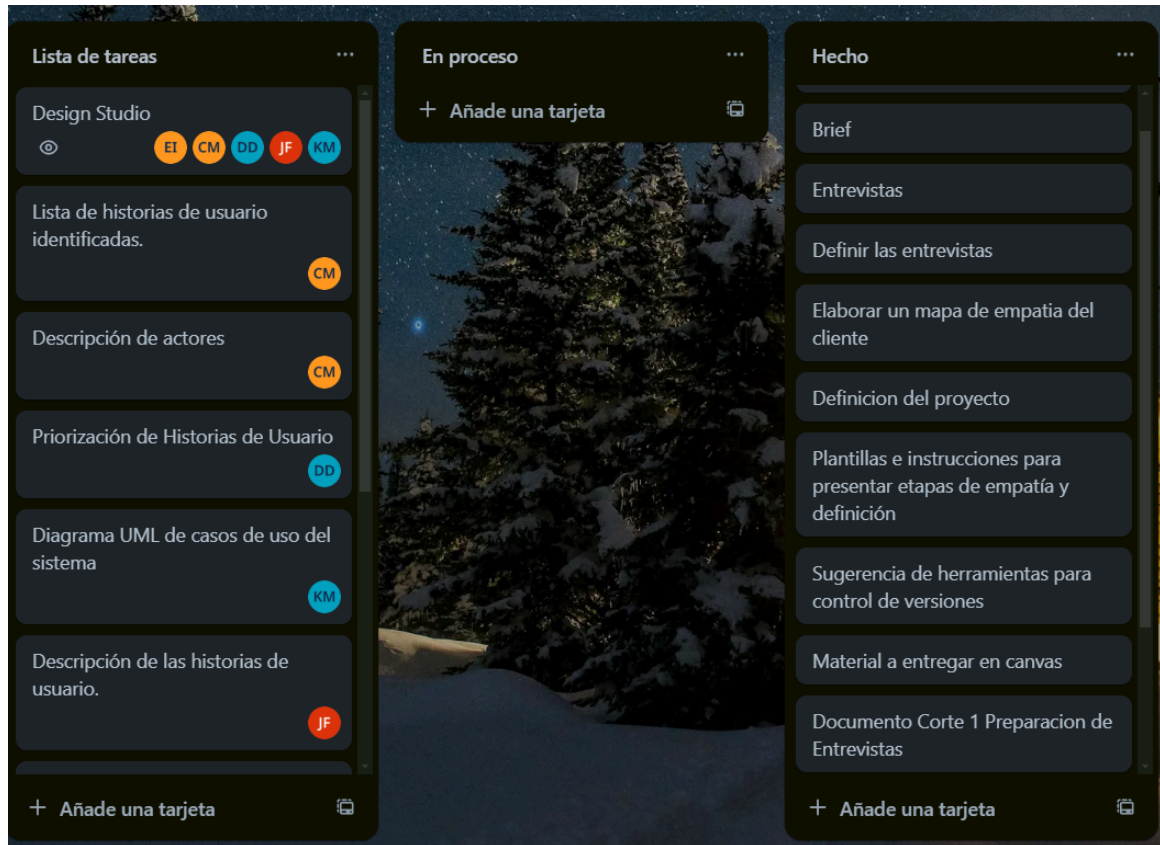 Lista de tareas
Design Studio
EI CM DD JF KM
Lista de historias de usuario
identificadas.
CM
Descripción de actores
CM
Priorización de Historias de Usuario
DD
Diagrama UML de casos de uso del
sistema
KM
Descripción de las historias de
usuario.
JF
+ Añade una tarjeta
En proceso
+ Añade una tarjeta
Hecho
Brief
Entrevistas
Definir las entrevistas
Elaborar un mapa de empatia del
cliente
Definicion del proyecto
Plantillas e instrucciones para
presentar etapas de empatía y
definición
Sugerencia de herramientas para
control de versiones
Material a entregar en canvas
Documento Corte 1 Preparacion de
Entrevistas
+ Añade una tarjeta